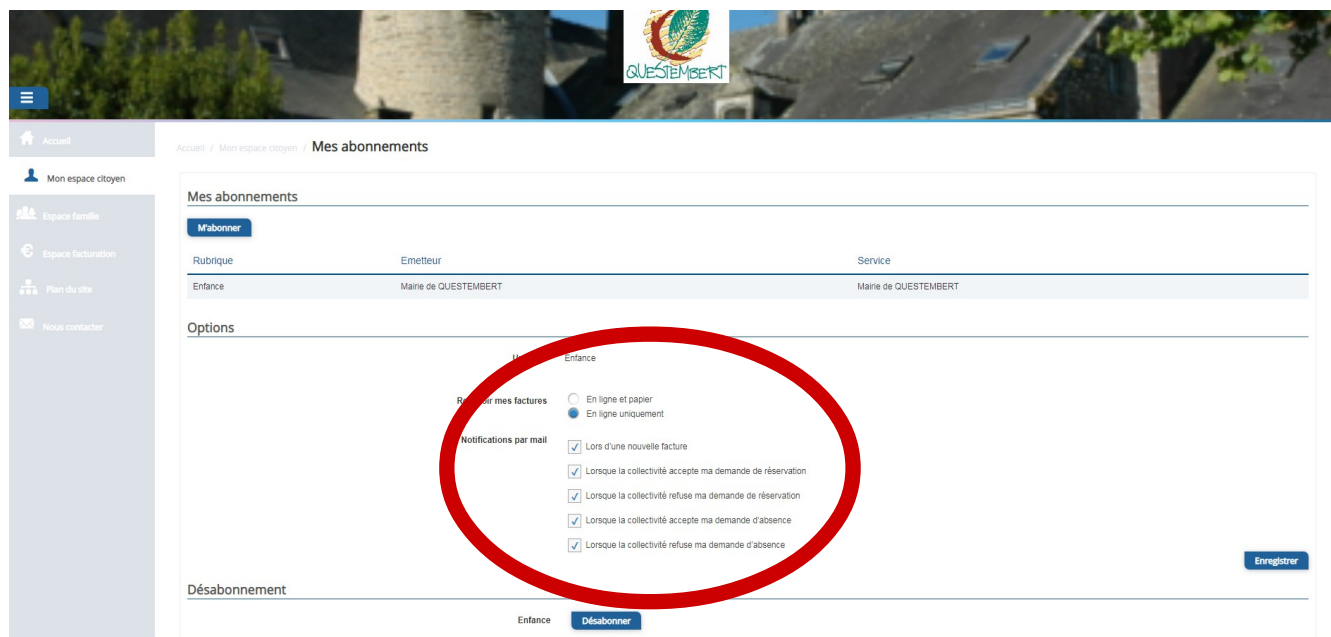 QUESTEMBERT
Accueil
Mon espace citoyen
Espace famille
Espace facturation
Plan du site
Nous contacter
Accueil / Mon espace citoyen / Mes abonnements
Mes abonnements
M'abonner
Rubrique Emetteur Service
Enfance Mairie de QUESTEMBERT Mairie de QUESTEMBERT
Options
Enfance
mes factures
En ligne et papier
En ligne uniquement
Notifications par mail
Lors d'une nouvelle facture
Lorsque la collectivité accepte ma demande de réservation
Lorsque la collectivité refuse ma demande de réservation
Lorsque la collectivité accepte ma demande d'absence
Lorsque la collectivité refuse ma demande d'absence
Enregistrer
Désabonnement
Enfance Désabonner